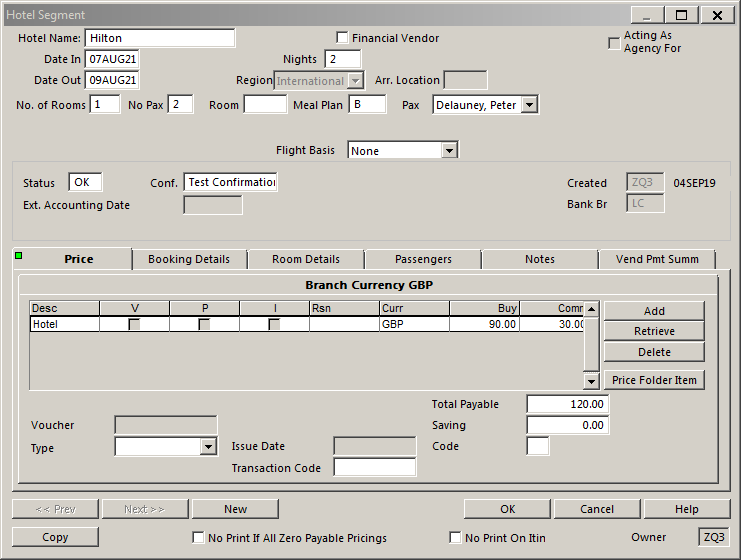 Hotel Segment
Hotel Name: Hilton Financial Vendor Acting As
Agency For
Date In 07AUG21 Nights 2
Date Out 09AUG21 Region International Arr. Location
No. of Rooms 1 No Pax 2 Room Meal Plan B Pax Delauney, Peter
Flight Basis None
Status OK Conf. Test Confirmation Created ZQ3 04SEP19
Ext. Accounting Date Bank Br LC
Price Booking Details Room Details Passengers Notes Vend Pmt Summ
Branch Currency GBP
Desc V P I Rsn Curr Buy Comm
Hotel GBP 90.00 30.00
Add
Retrieve
Delete
Price Folder Item
Total Payable 120.00
Voucher Saving 0.00
Type Issue Date Code
Transaction Code
<< Prev Next >> New OK Cancel Help
Copy No Print If All Zero Payable Pricings No Print On Itin Owner ZQ3